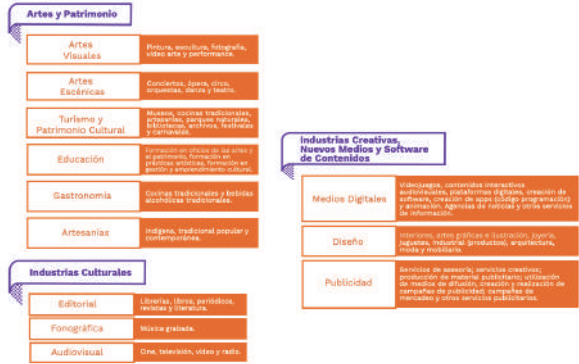 Artes y Patrimonio
Artes
Visuales
Pintura, escultura, fotografía,
video arte y performance.
Artes
Escénicas
Conciertos, ópera, circo,
orquestas, danza y teatro.
Turismo y
Patrimonio Cultural
Museos, cocinas tradicionales,
artesanías, parques naturales,
bibliotecas, archivos, festivales
y carnavales.
Educación
Formación en oficios de las artes y
el patrimonio, formación en
prácticas artísticas, formación en
gestión y emprendimiento cultural.
Gastronomía
Cocinas tradicionales y bebidas
alcohólicas tradicionales.
Artesanías
Indígena, tradicional popular y
contemporánea.
Industrias Culturales
Editorial
Librerías, libros, periódicos,
revistas y literatura.
Fonográfica
Música grabada.
Audiovisual
Cine, televisión, video y radio.
Industrias Creativas,
Nuevos Medios y Software
de Contenidos
Medios Digitales
Videojuegos, contenidos interactivos
audiovisuales, plataformas digitales, creación de
software, creación de apps (código programación)
y animación. Agencias de noticias y otros servicios
de información.
Diseño
Interiores, artes gráficas e ilustración, joyería,
juguetes, industrial (productos), arquitectura,
moda y mobiliario.
Publicidad
Servicios de asesoría; servicios creativos;
producción de material publicitario; utilización
de medios de difusión, creación y realización de
campañas de publicidad; campañas de
mercadeo y otros servicios publicitarios.